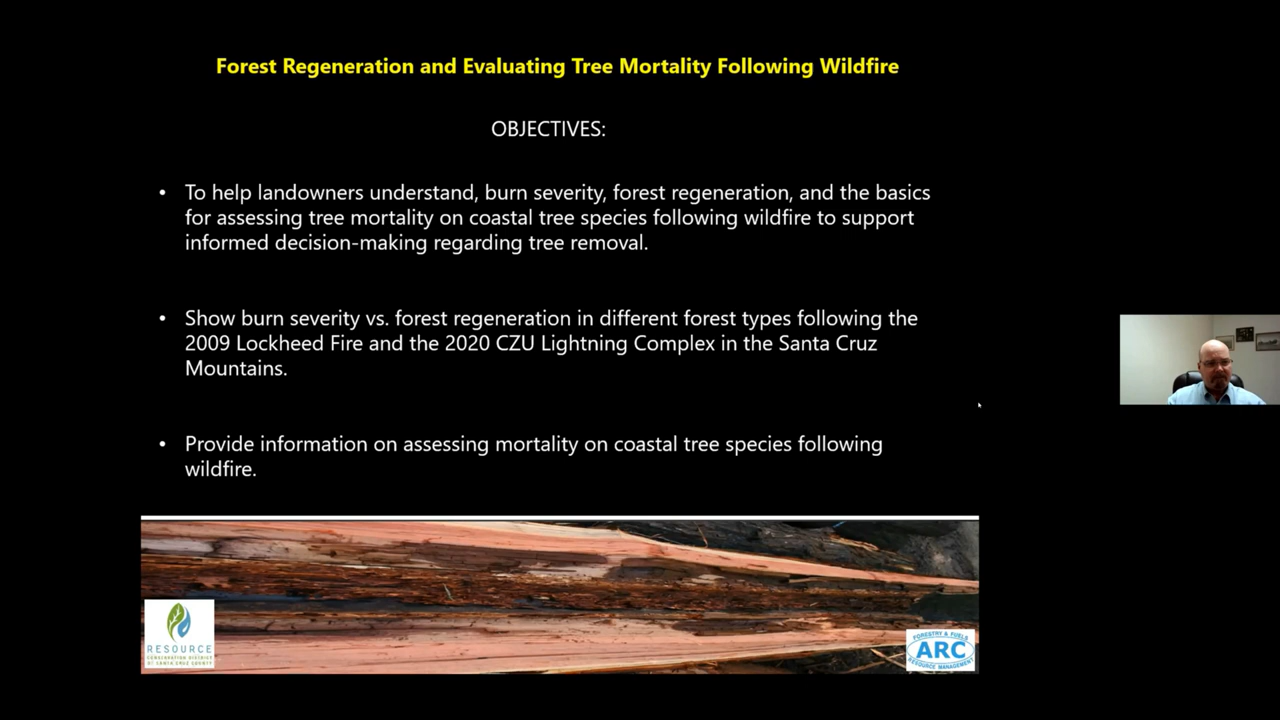 Forest Regeneration and Evaluating Tree Mortality Following Wildfire
OBJECTIVES:
• To help landowners understand, burn severity, forest regeneration, and the basics
for assessing tree mortality on coastal tree species following wildfire to support
informed decision-making regarding tree removal.
• Show burn severity vs. forest regeneration in different forest types following the
2009 Lockheed Fire and the 2020 CZU Lightning Complex in the Santa Cruz
Mountains.
• Provide information on assessing mortality on coastal tree species following
wildfire.
RESOURCE
CONSERVATION DISTRICT
OF SANTA CRUZ COUNTY
FORESTRY & FUELS
ARC
RESOURCE MANAGEMENT